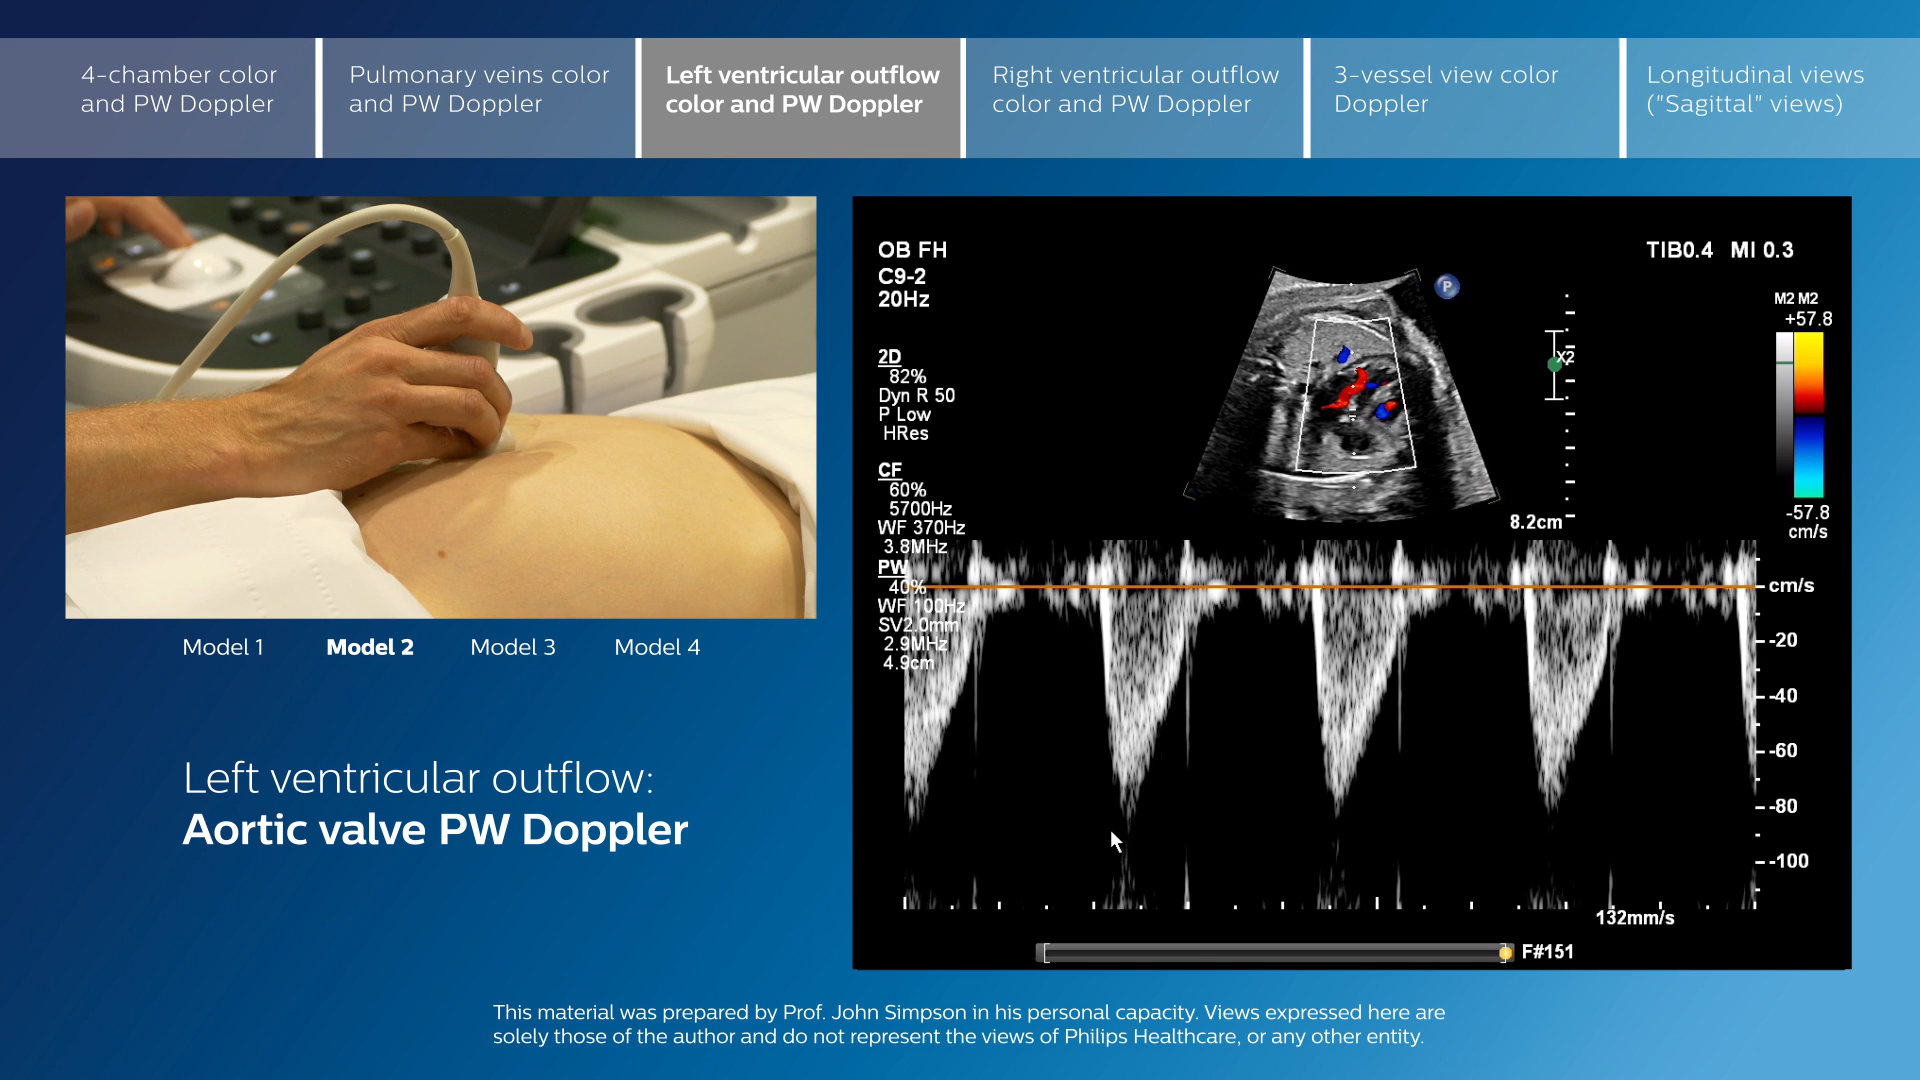 4-chamber color
and PW Doppler
Pulmonary veins color
and PW Doppler
Left ventricular outflow
color and PW Doppler
Right ventricular outflow
color and PW Doppler
3-vessel view color
Doppler
Longitudinal views
("Sagittal" views)
Model 1
Model 2
Model 3
Model 4
Left ventricular outflow:
Aortic valve PW Doppler
OB FH
C9-2
20Hz
2D
82%
Dyn R 50
P Low
HRes
CF
60%
5700Hz
WF 370Hz
3.8MHz
PW
40%
WF 100Hz
SV2.0mm
2.9MHz
4.9cm
P
X2
8.2cm
TIB0.4 MI 0.3
M2 M2
+57.8
-57.8
cm/s
cm/s
-20
-40
-60
-80
-100
132mm/s
F#151
This material was prepared by Prof. John Simpson in his personal capacity. Views expressed here are
solely those of the author and do not represent the views of Philips Healthcare, or any other entity.